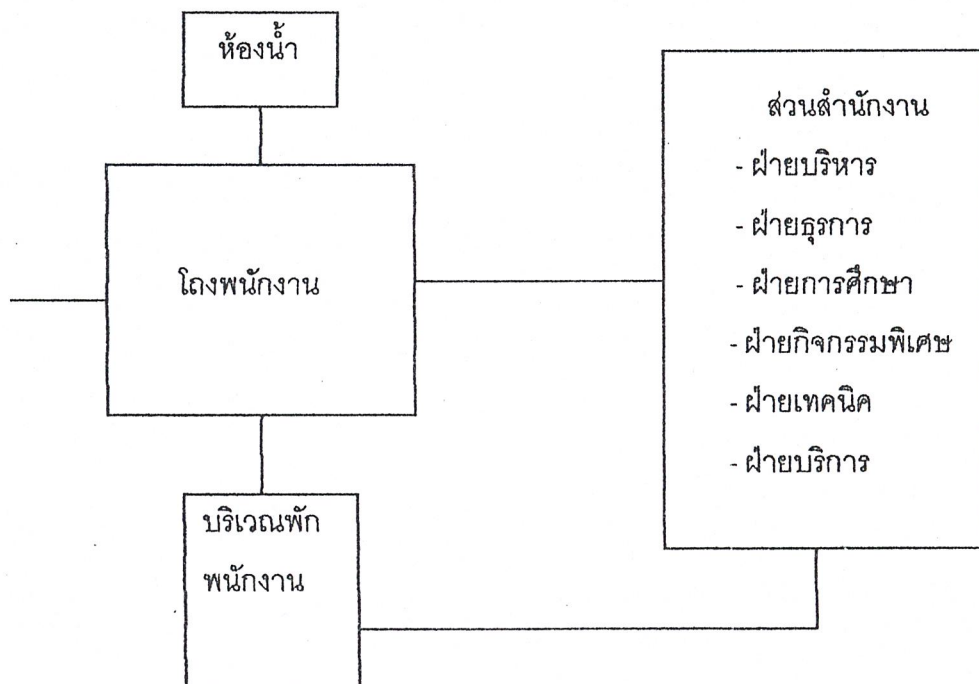 ห้องน้ำ
ส่วนสำนักงาน
- ฝ่ายบริหาร
- ฝ่ายธุรการ
- ฝ่ายการศึกษา
- ฝ่ายกิจกรรมพิเศษ
- ฝ่ายเทคนิค
- ฝ่ายบริการ
โถงพนักงาน
บริเวณพัก
พนักงาน